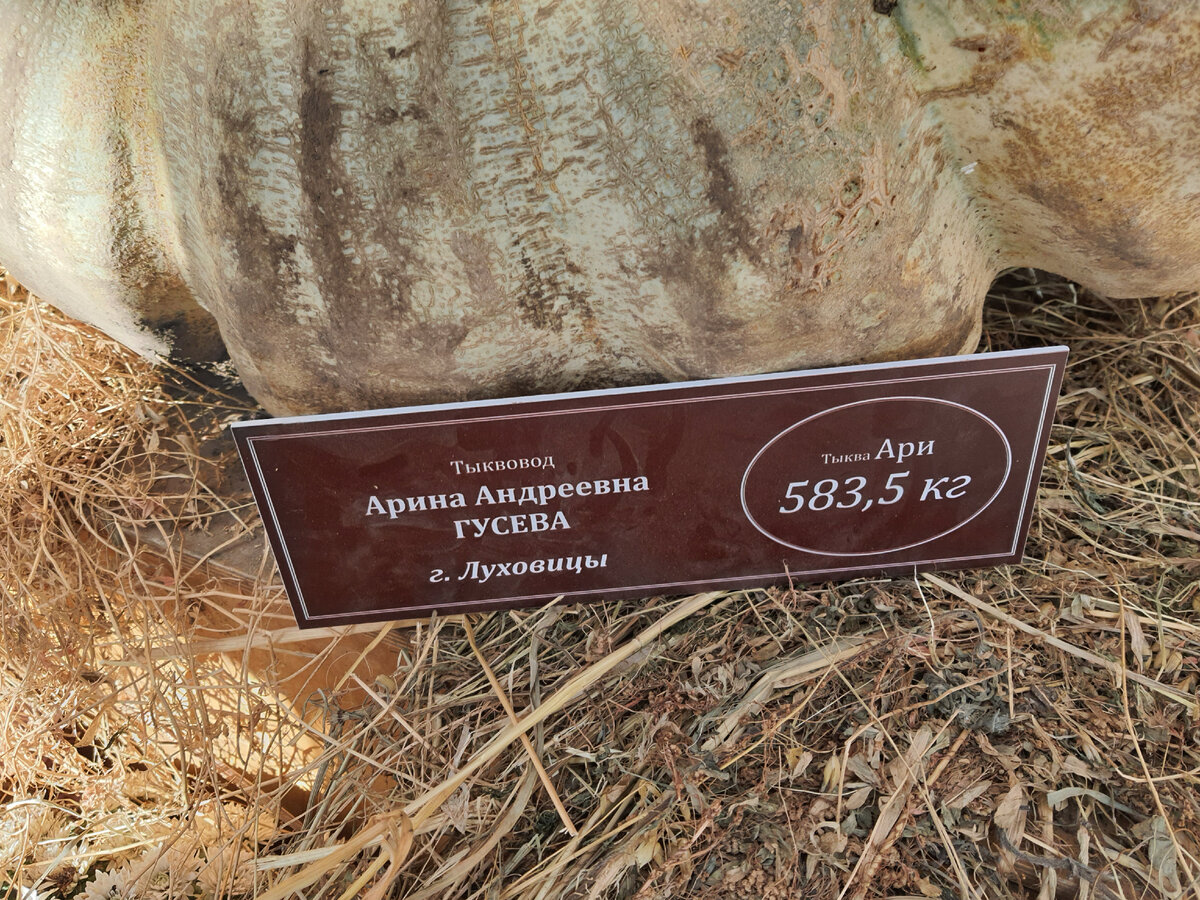 Тыквовод
Арина Андреевна
ГУСЕВА
г. Луховицы
Тыква Ари
583,5 кг